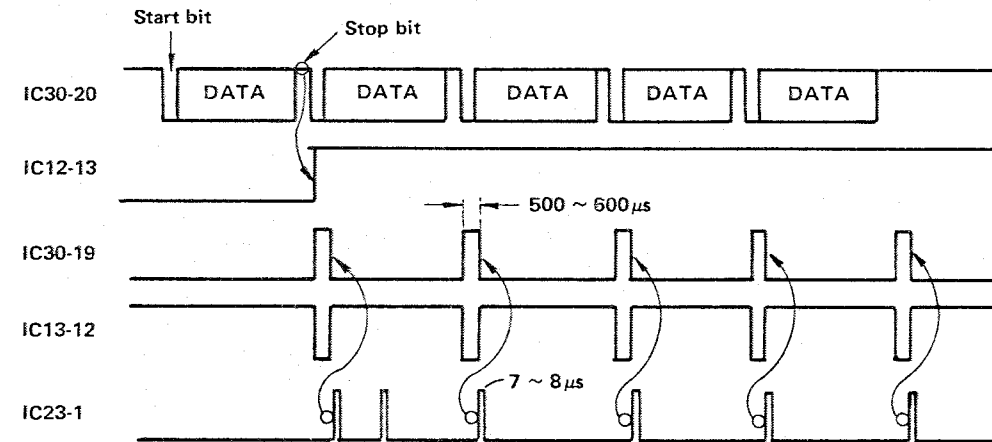 Start bit
Stop bit
IC30-20
DATA DATA DATA DATA DATA
IC12-13
500 ~ 600μs
IC30-19
IC13-12
7 ~ 8μs
IC23-1